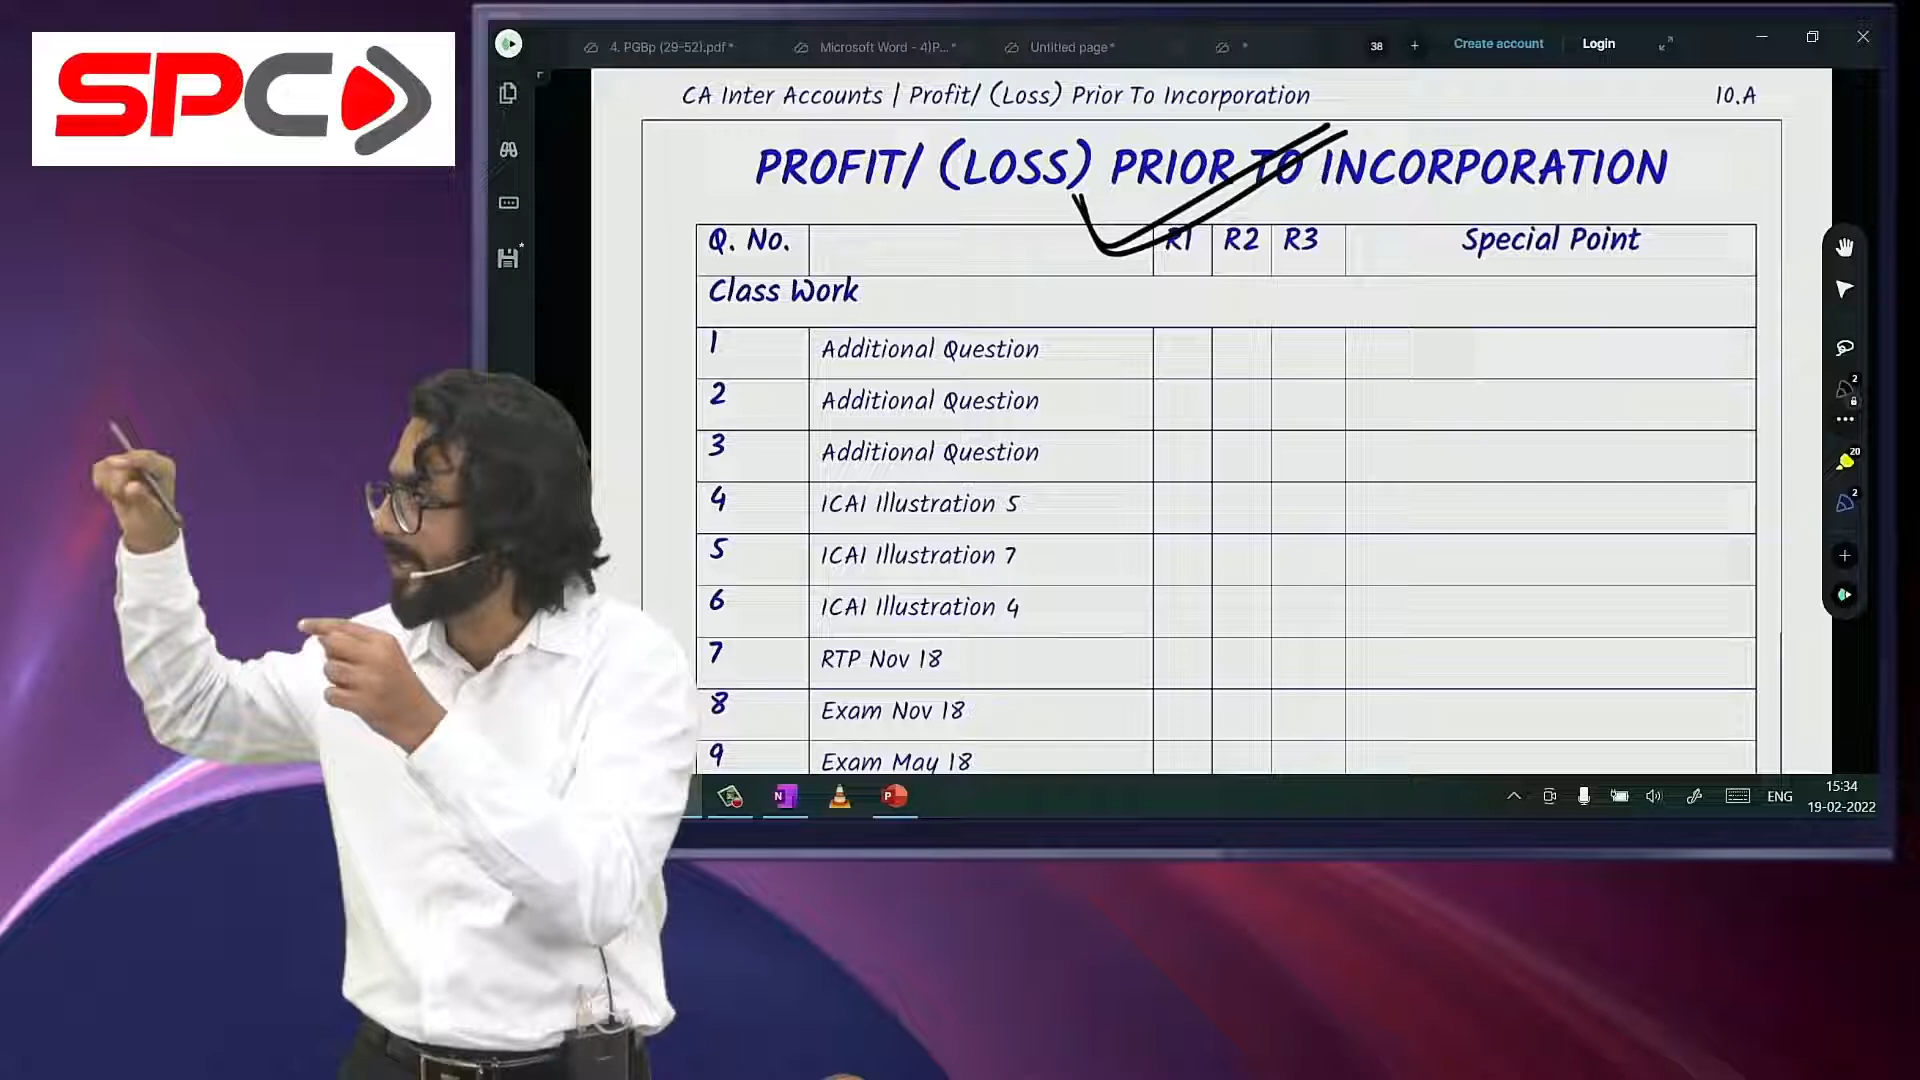 SPC
4. PGBp (29-52).pdf *
Microsoft Word - 4)P... *
Untitled page *
*
38
+
Create account
Login
CA Inter Accounts | Profit/ (Loss) Prior To Incorporation
10.A
PROFIT/ (LOSS) PRIOR TO INCORPORATION
Q. No. R1 R2 R3 Special Point
Class Work
1 Additional Question
2 Additional Question
3 Additional Question
4 ICAI Illustration 5
5 ICAI Illustration 7
6 ICAI Illustration 4
7 RTP Nov 18
8 Exam Nov 18
9 Exam May 18
2
20
2
N
P
ENG
15:34
19-02-2022